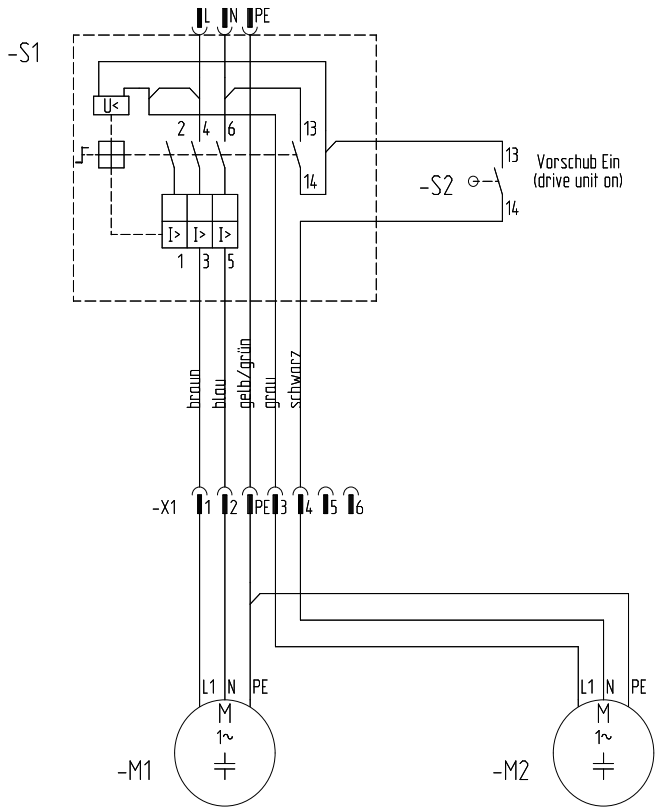 L N PE
-S1
U<
2 4 6 13
14
13
Vorschub Ein
(drive unit on)
-S2
14
I> I> I>
1 3 5
braun
blau
gelb/grün
grau
schwarz
-X1 1 2 PE 3 4 5 6
L1 N PE
L1 N PE
M
1~
M
1~
-M1
-M2